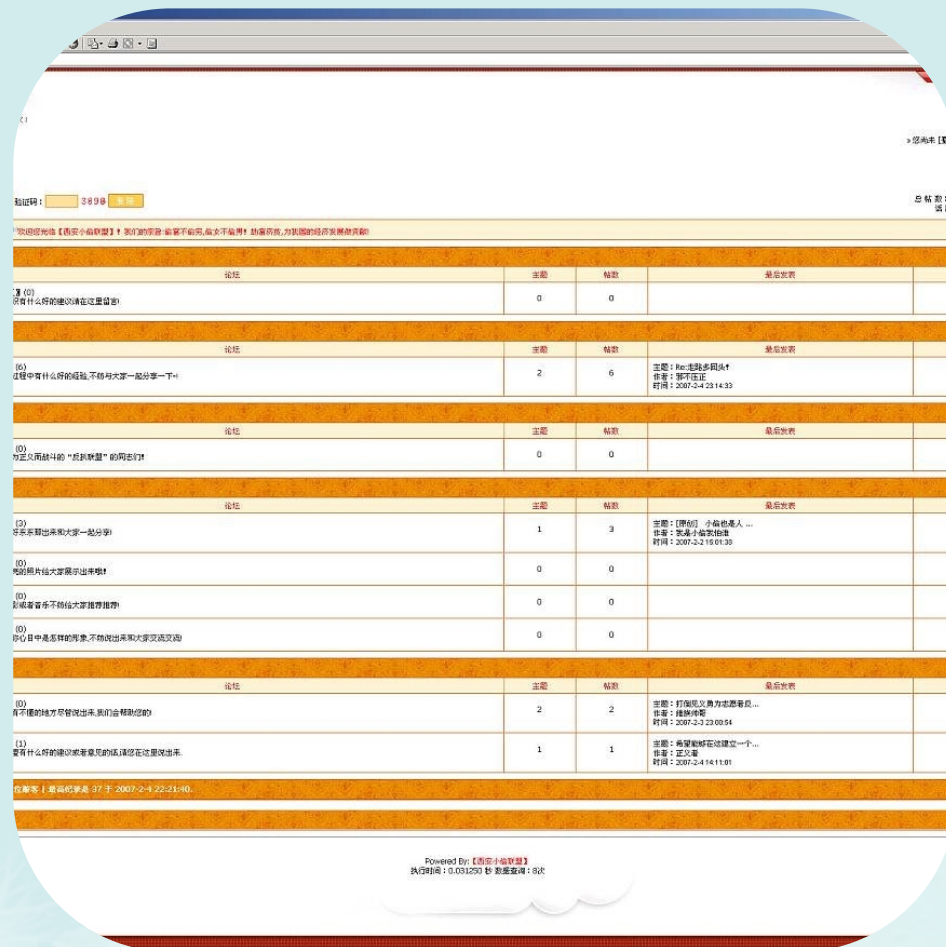 » 您尚未【
验证码： 3898 登陆
总 帖 数：
欢迎您光临【西安小偷联盟】！我们的宗旨:偷富不偷穷,偷女不偷男！劫富济贫,为我国的经济发展做贡献!
论坛 主题 帖数 最后发表
(0)
有什么好的建议请在这里留言! 0 0
论坛 主题 帖数 最后发表
(6)
过程中有什么好的经验,不妨与大家一起分享一下~! 2 6 主题：Re:走路多回头!
作者：邪不压正
时间：2007-2-4 23:14:33
论坛 主题 帖数 最后发表
(0)
为正义而战斗的“反扒联盟”的同志们! 0 0
论坛 主题 帖数 最后发表
(3)
好东东都出来和大家一起分享! 1 3 主题：[原创] 小偷也是人 ...
作者：我是小偷我怕谁
时间：2007-2-2 15:01:38
(0)
亮的照片给大家展示出来哦! 0 0
(0)
影或者音乐不妨给大家推荐推荐! 0 0
(0)
你心目中是怎样的形象,不妨说出来和大家交流交流! 0 0
论坛 主题 帖数 最后发表
(0)
有不懂的地方尽管说出来,我们会帮助您的! 2 2 主题：打倒见义勇为志愿者反...
作者：
时间：2007-2-3 23:08:54
(1)
要有什么好的建议或者意见的话,请您在这里说出来. 1 1 主题：希望能够在这建立一个...
作者：正义者
时间：2007-2-4 14:11:01
位游客 | 最高纪录是 37 于 2007-2-4 22:21:40.
Powered By:【西安小偷联盟】
执行时间：0.031250 秒 数据查询：8次